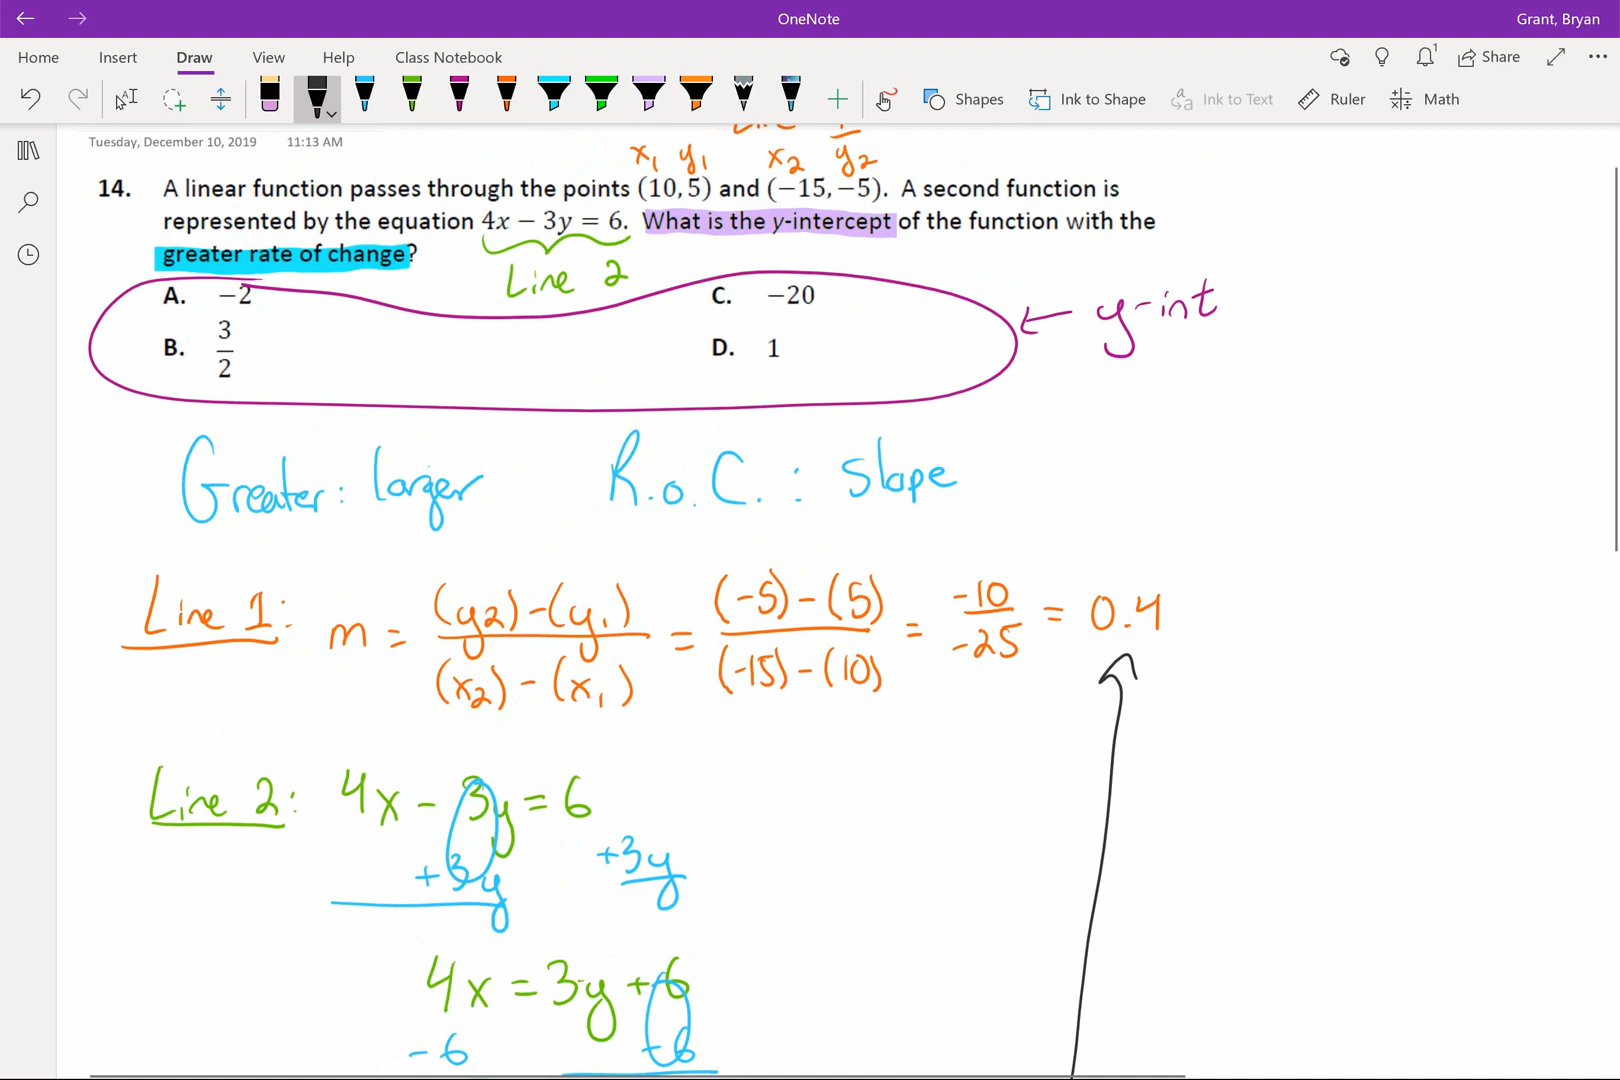 OneNote
Grant, Bryan
Home Insert Draw View Help Class Notebook
1 Share
Shapes Ink to Shape Ink to Text Ruler Math
Tuesday, December 10, 2019 11:13 AM
x1 y1 x2 y2
14. A linear function passes through the points (10, 5) and (−15, −5). A second function is
represented by the equation 4x − 3y = 6. What is the y-intercept of the function with the
greater rate of change?
Line 2
A. −2 C. −20
← y-int
B. 3/2 D. 1
Greater: larger R.o.C. : slope
Line 1: m = (y2)-(y1)/(x2)-(x1) = (-5)-(5)/(-15)-(10) = -10/-25 = 0.4
Line 2: 4x - 3y = 6
+3y +3y
4x = 3y + 6
-6 -6